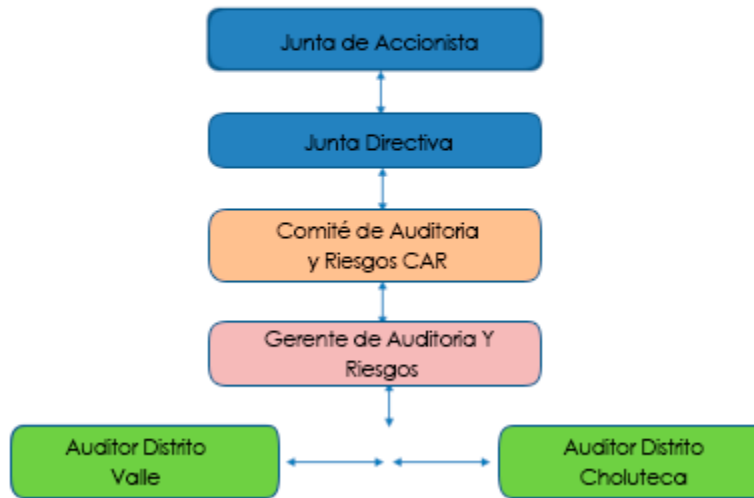 Junta de Accionista
Junta Directiva
Comité de Auditoria
y Riesgos CAR
Gerente de Auditoria Y
Riesgos
Auditor Distrito
Valle
Auditor Distrito
Choluteca